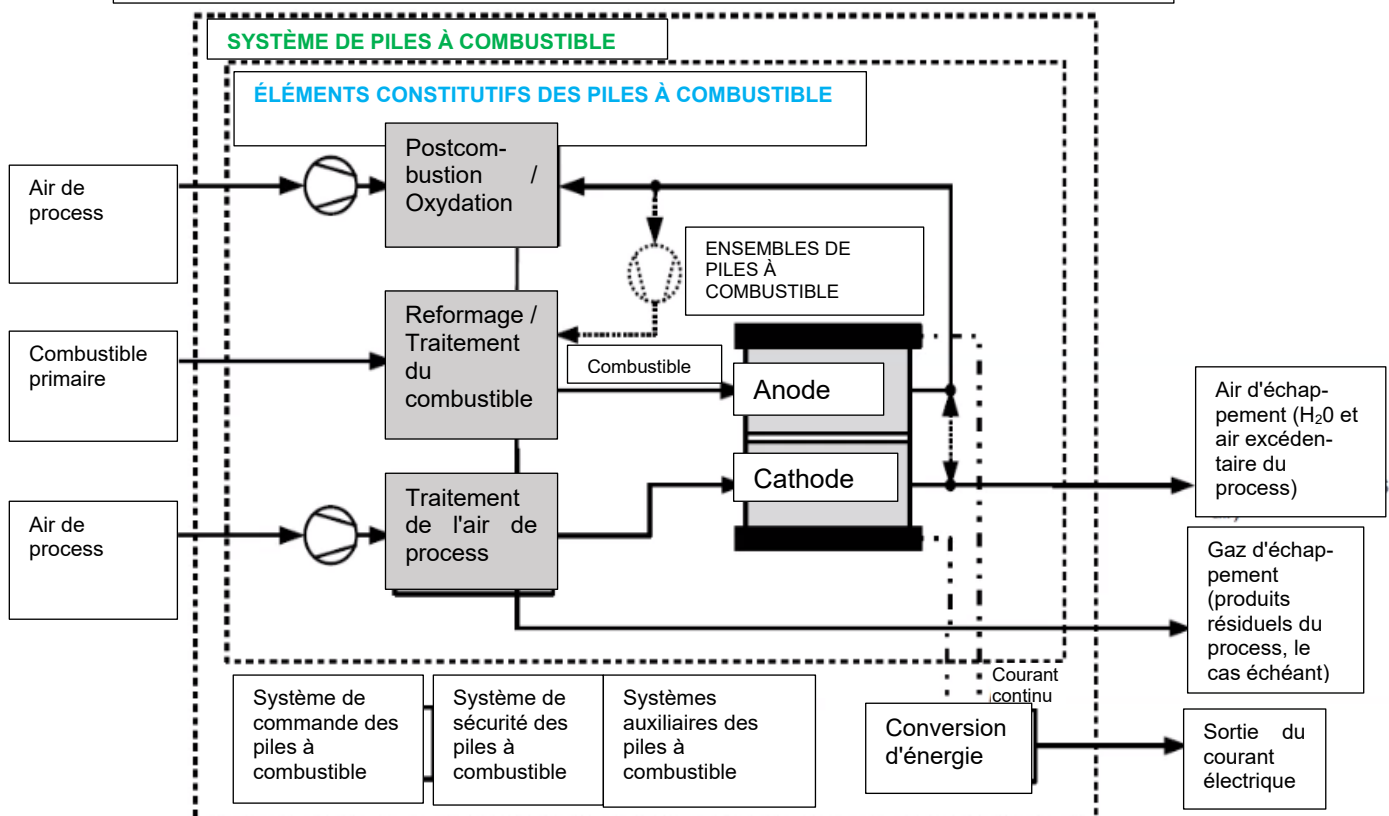 SYSTÈME DE PILES À COMBUSTIBLE
ÉLÉMENTS CONSTITUTIFS DES PILES À COMBUSTIBLE
Air de
process
Postcom-
bustion /
Oxydation
ENSEMBLES DE
PILES À
COMBUSTIBLE
Combustible
primaire
Reformage /
Traitement
du
combustible
Combustible
Anode
Cathode
Air de
process
Traitement
de l'air de
process
Air d'échap-
pement (H₂0 et
air excéden-
taire du
process)
Gaz d'échap-
pement
(produits
résiduels du
process, le
cas échéant)
Système de
commande des
piles à
combustible
Système de
sécurité des
piles à
combustible
Systèmes
auxiliaires des
piles à
combustible
Courant
continu
Conversion
d'énergie
Sortie du
courant
électrique